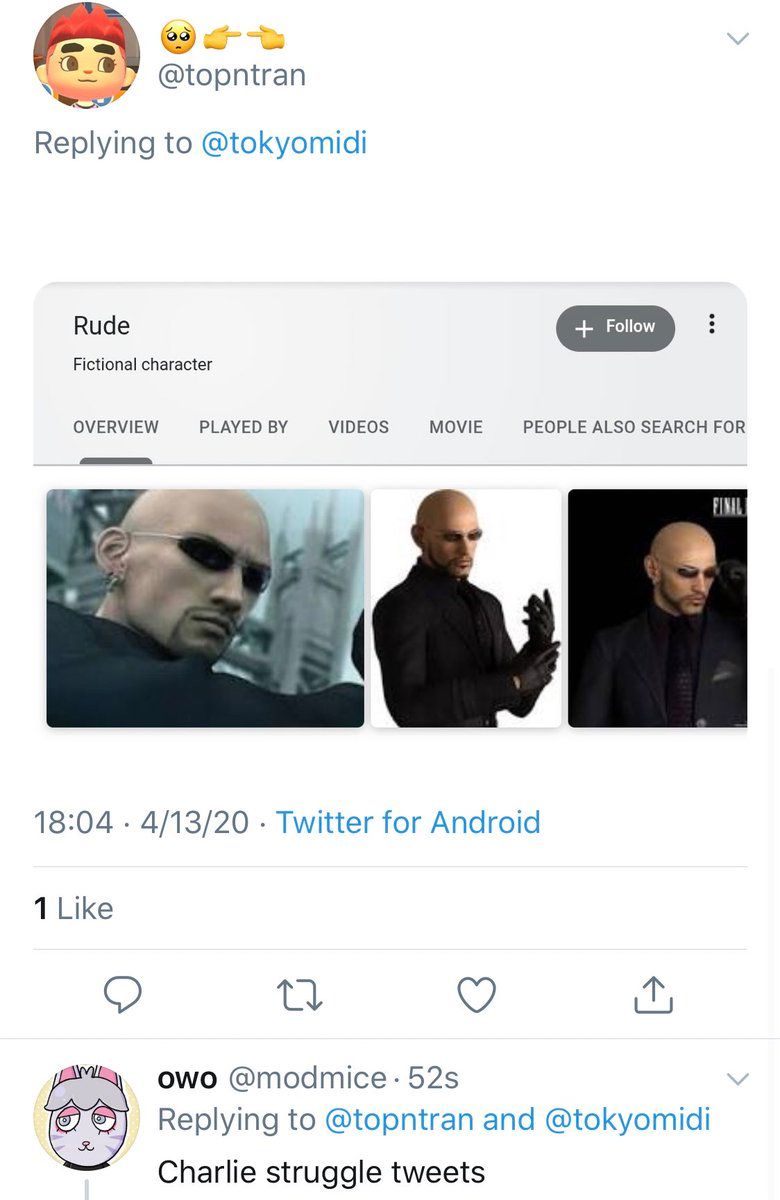 🥺👉👈
@topntran
Replying to @tokyomidi
Rude
+ Follow
Fictional character
OVERVIEW PLAYED BY VIDEOS MOVIE PEOPLE ALSO SEARCH FOR
FINAL
18:04 · 4/13/20 · Twitter for Android
1 Like
owo @modmice · 52s
Replying to @topntran and @tokyomidi
Charlie struggle tweets